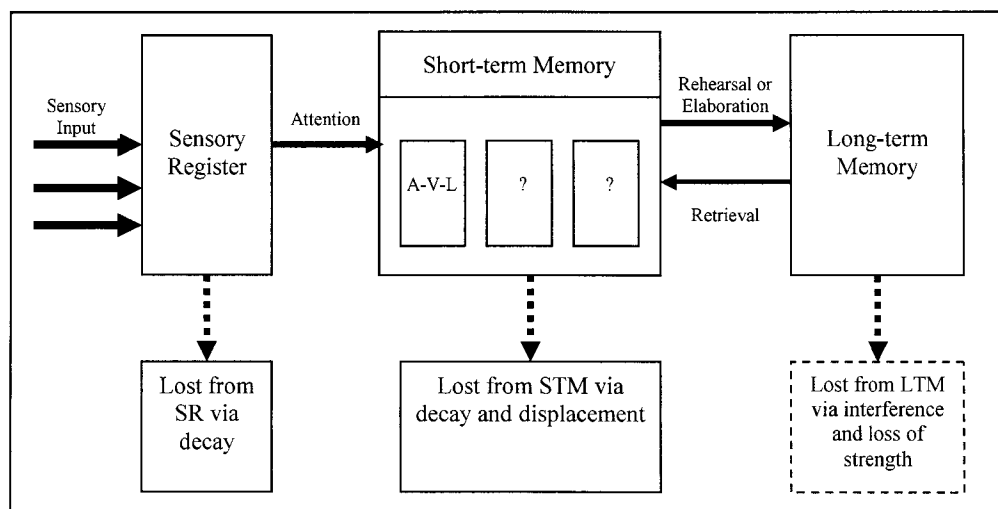 Sensory
Input
Sensory
Register
Attention
Short-term Memory
A-V-L
?
?
Rehearsal or
Elaboration
Retrieval
Long-term
Memory
Lost from
SR via
decay
Lost from STM via
decay and displacement
Lost from LTM
via interference
and loss of
strength